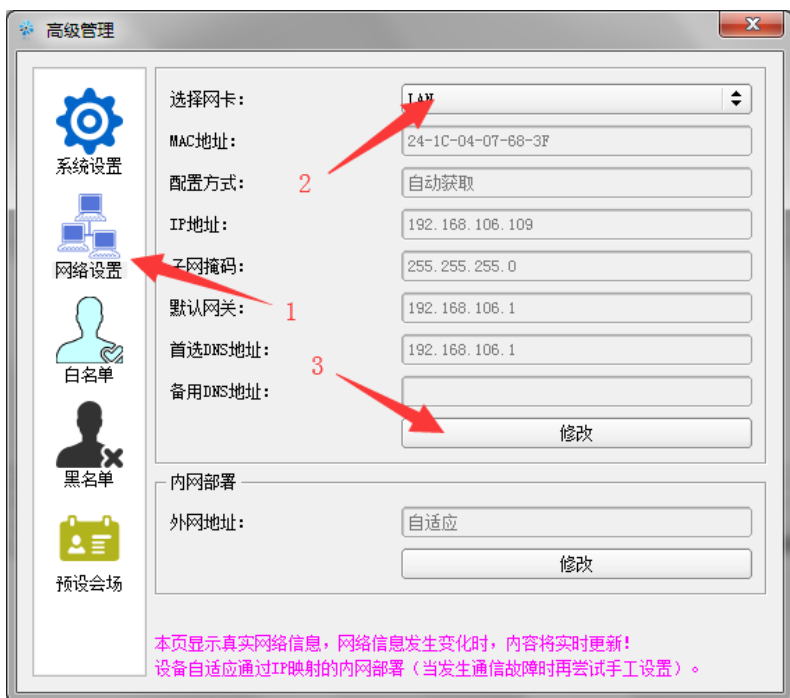 高级管理
系统设置
网络设置
白名单
黑名单
预设会场
选择网卡： LAN
MAC地址： 24-1C-04-07-68-3F
2
配置方式： 自动获取
IP地址： 192.168.106.109
子网掩码： 255.255.255.0
1
默认网关： 192.168.106.1
首选DNS地址： 192.168.106.1
3
备用DNS地址：
修改
内网部署
外网地址： 自适应
修改
本页显示真实网络信息，网络信息发生变化时，内容将实时更新！
设备自适应通过IP映射的内网部署（当发生通信故障时再尝试手工设置）。